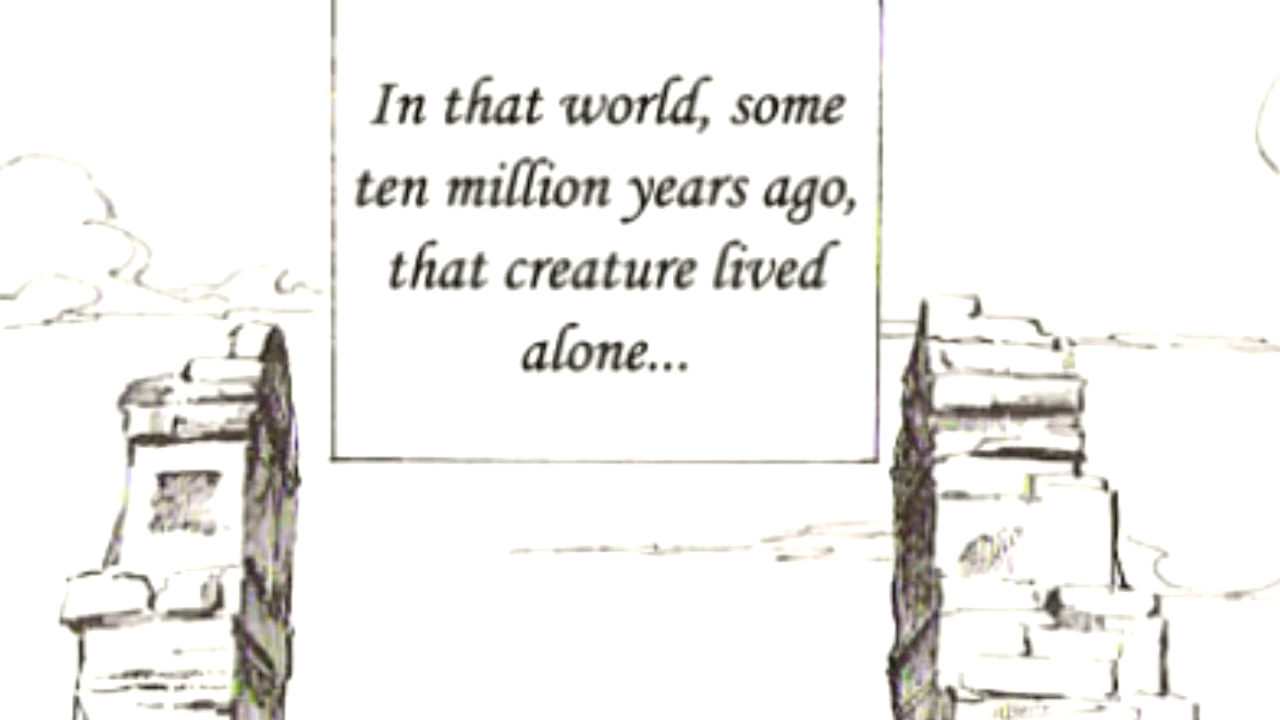 In that world, some
ten million years ago,
that creature lived
alone...